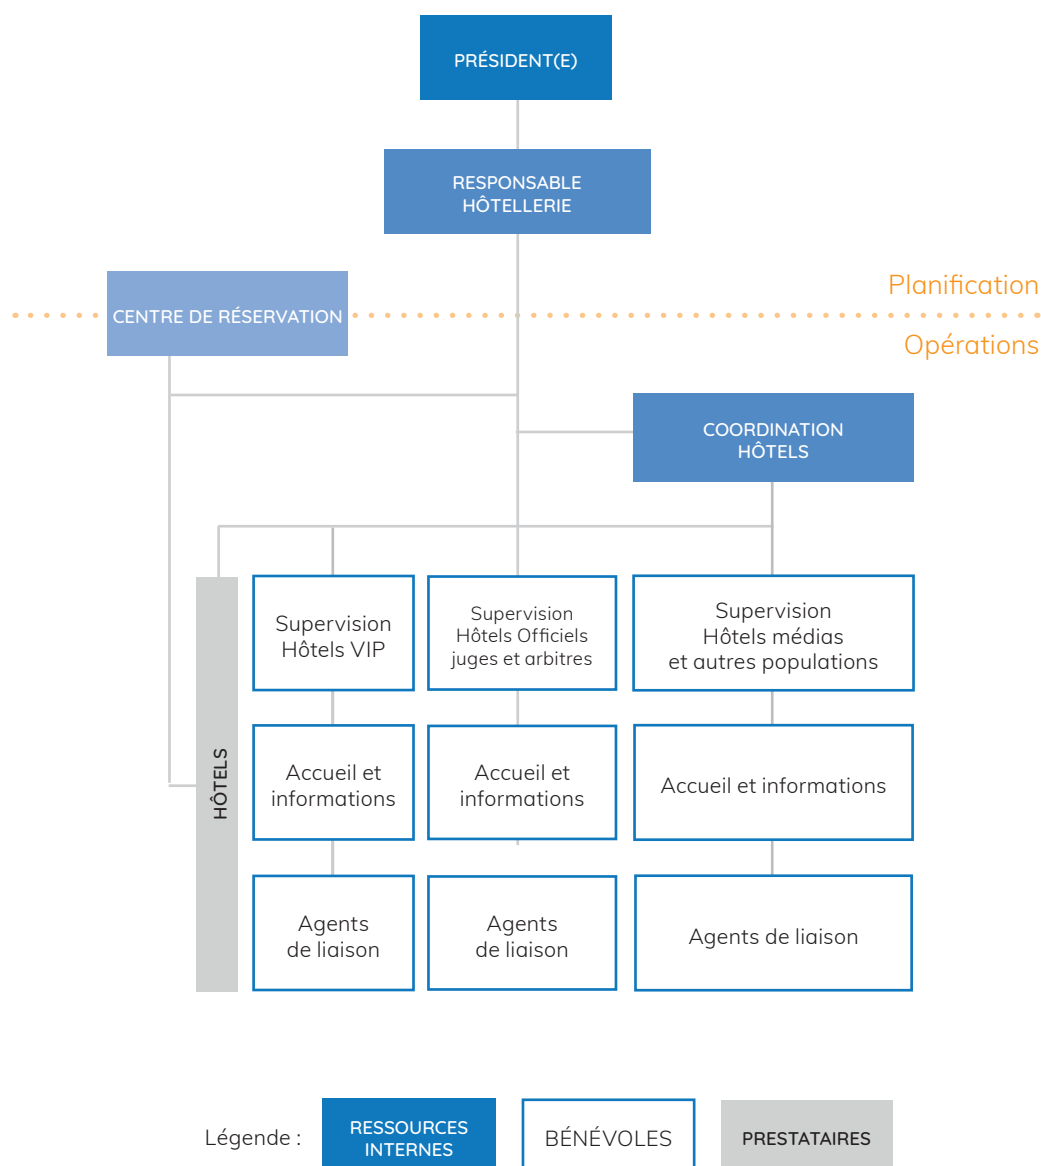 PRÉSIDENT(E)
RESPONSABLE
HÔTELLERIE
Planification
CENTRE DE RÉSERVATION
Opérations
COORDINATION
HÔTELS
HÔTELS
Supervision
Hôtels VIP
Supervision
Hôtels Officiels
juges et arbitres
Supervision
Hôtels médias
et autres populations
Accueil et
informations
Accueil et
informations
Accueil et informations
Agents
de liaison
Agents
de liaison
Agents de liaison
Légende :
RESSOURCES
INTERNES
BÉNÉVOLES
PRESTATAIRES